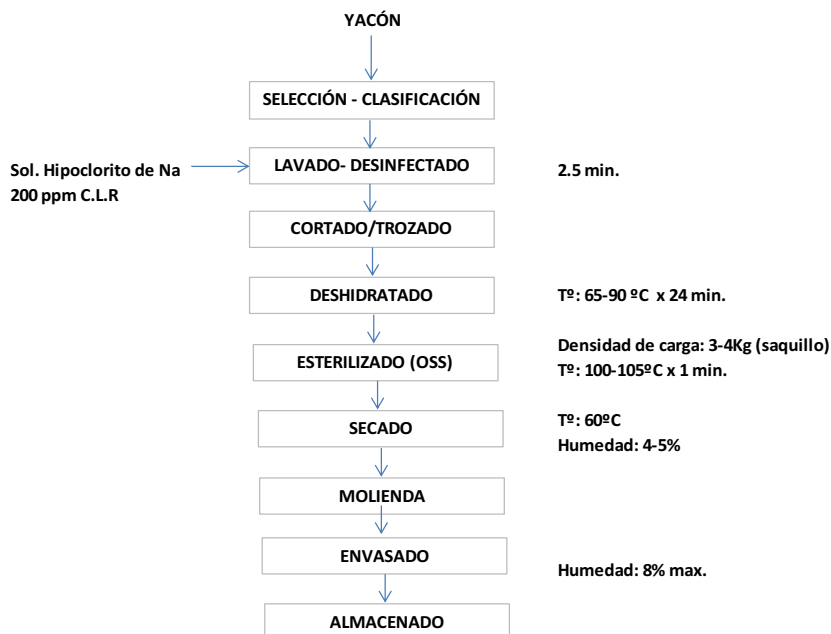 YACÓN
SELECCIÓN - CLASIFICACIÓN
Sol. Hipoclorito de Na
200 ppm C.L.R
LAVADO- DESINFECTADO
2.5 min.
CORTADO/TROZADO
DESHIDRATADO
Tº: 65-90 ºC x 24 min.
Densidad de carga: 3-4Kg (saquillo)
ESTERILIZADO (OSS)
Tº: 100-105ºC x 1 min.
SECADO
Tº: 60ºC
Humedad: 4-5%
MOLIENDA
ENVASADO
Humedad: 8% max.
ALMACENADO